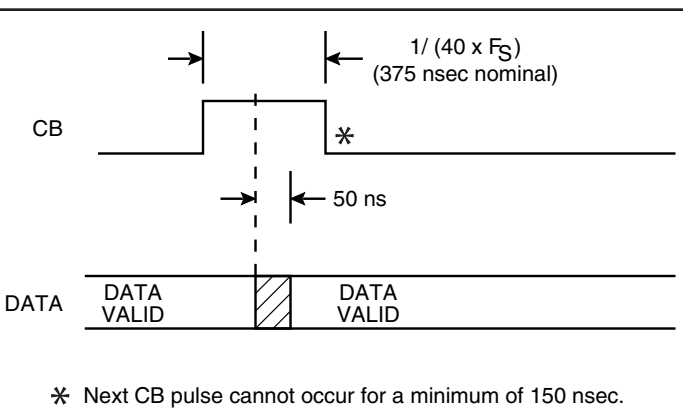 1/ (40 x FS)
(375 nsec nominal)
CB
*
50 ns
DATA
DATA
VALID
DATA
VALID
* Next CB pulse cannot occur for a minimum of 150 nsec.